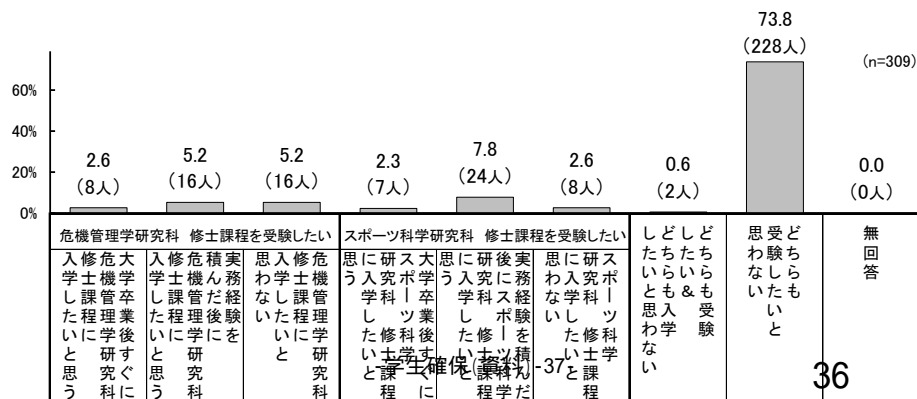 73.8
(228人)
(n=309)
60%
40%
20%
0%
2.6
(8人)
5.2
(16人)
5.2
(16人)
2.3
(7人)
7.8
(24人)
2.6
(8人)
0.6
(2人)
0.0
(0人)
危機管理学研究科 修士課程を受験したい
スポーツ科学研究科 修士課程を受験したい
大学卒業後すぐに
危機管理学研究科
修士課程に
入学したいと思う
実務経験を
積んだ後に
危機管理学研究科
修士課程に
入学したいと思う
危機管理学研究科
修士課程に
入学したいと
思わない
大学卒業後すぐに
スポーツ科学
研究科 修士課程
に入学したいと
思う
実務経験を積んだ
後にスポーツ科学
研究科 修士課程
に入学したいと
思う
スポーツ科学
研究科 修士課程
に入学したいと
思わない
どちらも受験
したい&
どちらも入学
したいと思わない
どちらも
受験したいと
思わない
無回答
-学生確保(資料)-37-
36